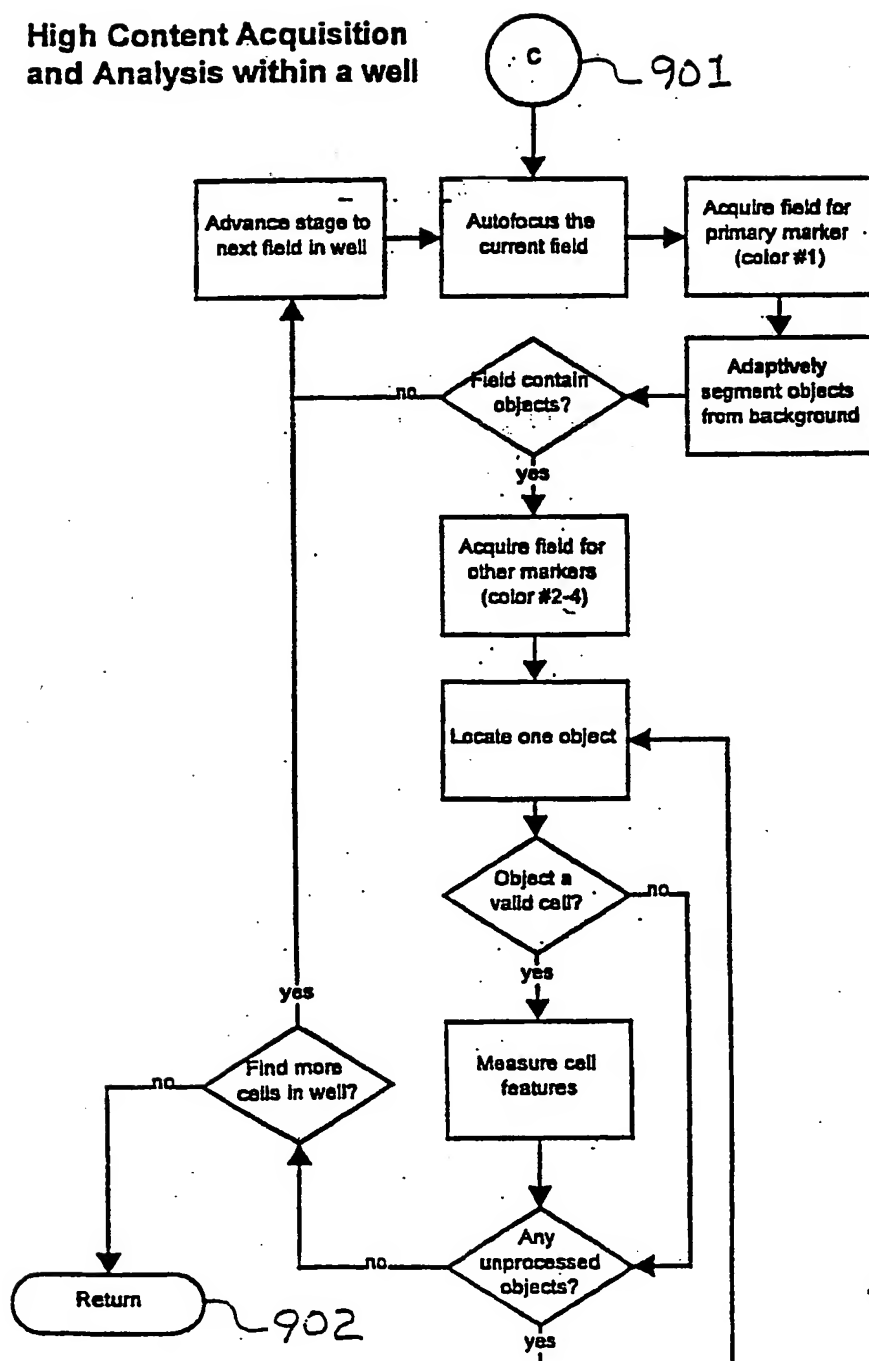 High Content Acquisition
and Analysis within a well
C
901
Advance stage to
next field in well
Autofocus the
current field
Acquire field for
primary marker
(color #1)
Adaptively
segment objects
from background
Field contain
objects?
no
yes
Acquire field for
other markers
(color #2-4)
Locate one object
Object a
valid cell?
no
yes
Measure cell
features
Find more
cells in well?
yes
no
Any
unprocessed
objects?
no
yes
Return
902